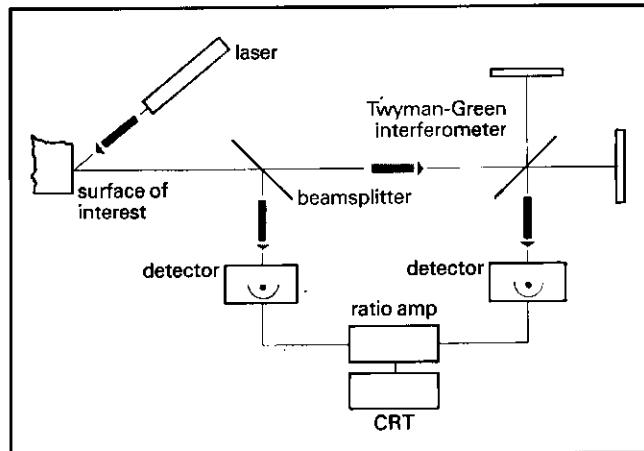 laser
Twyman-Green
interferometer
surface of
interest
beamsplitter
detector
detector
ratio amp
CRT